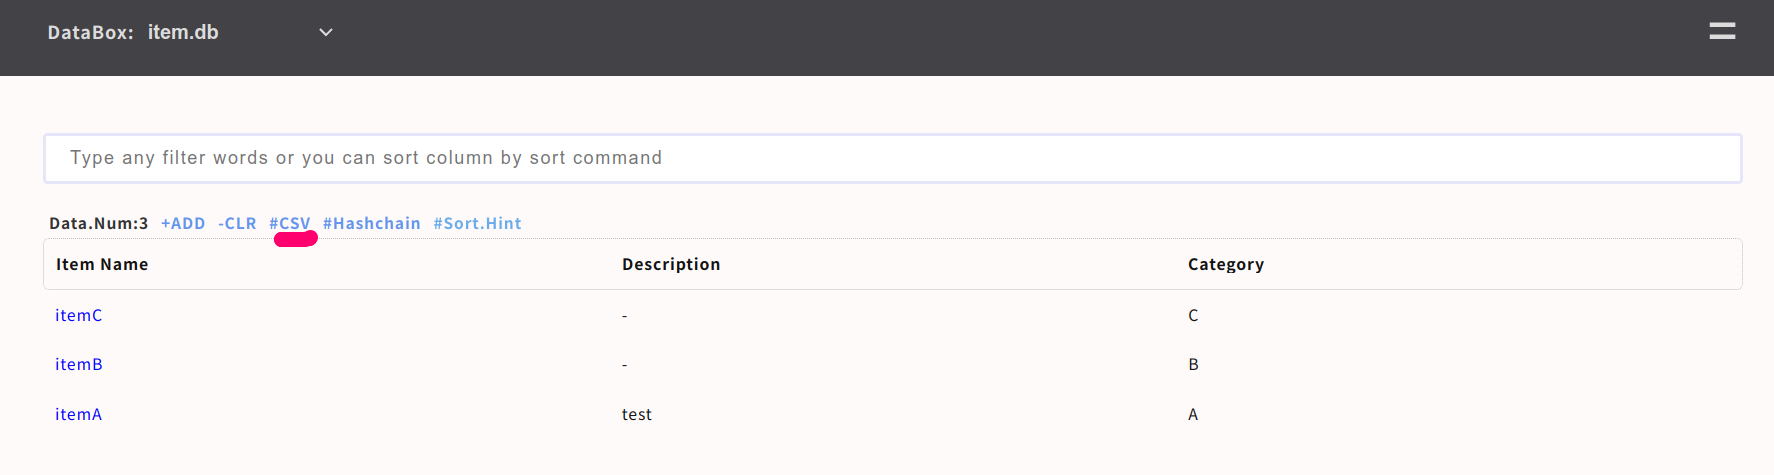 DataBox: item.db
Type any filter words or you can sort column by sort command
Data.Num:3 +ADD -CLR #CSV #Hashchain #Sort.Hint
Item Name Description Category
itemC - C
itemB - B
itemA test A